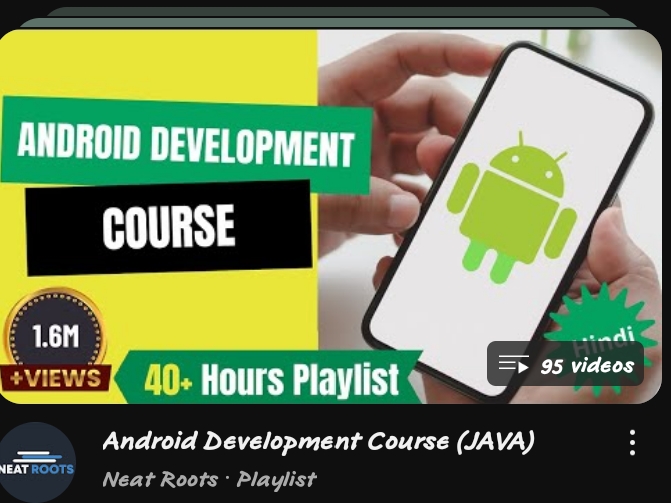 ANDROID DEVELOPMENT
COURSE
1.6M
+VIEWS
40+ Hours Playlist
Hindi
95 videos
NEAT ROOTS
Android Development Course (JAVA)
Neat Roots · Playlist